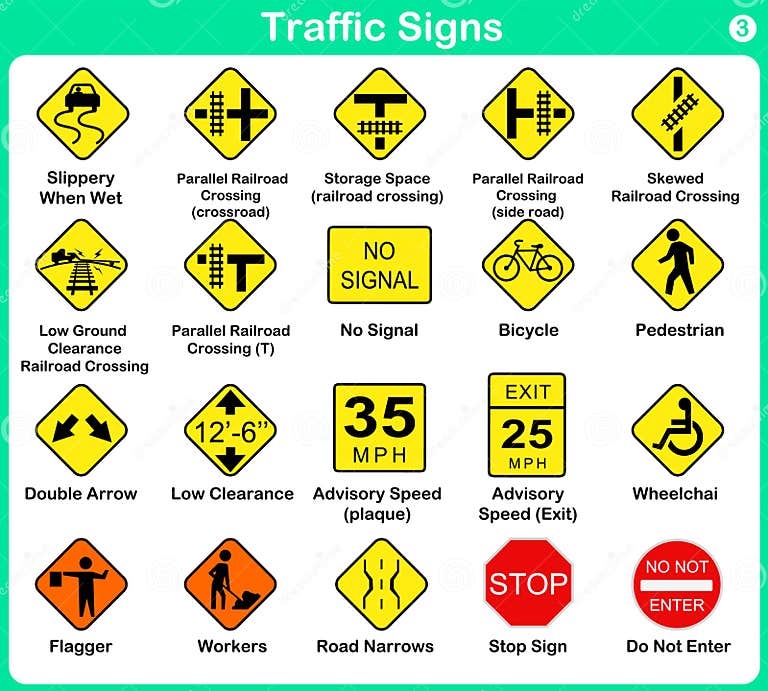 Traffic Signs
3
Slippery
When Wet
Parallel Railroad
Crossing
(crossroad)
Storage Space
(railroad crossing)
Parallel Railroad
Crossing
(side road)
Skewed
Railroad Crossing
NO
SIGNAL
Low Ground
Clearance
Railroad Crossing
Parallel Railroad
Crossing (T)
No Signal
Bicycle
Pedestrian
12'-6"
35
MPH
EXIT
25
MPH
Double Arrow
Low Clearance
Advisory Speed
(plaque)
Advisory
Speed (Exit)
Wheelchai
STOP
NO NOT
ENTER
Flagger
Workers
Road Narrows
Stop Sign
Do Not Enter